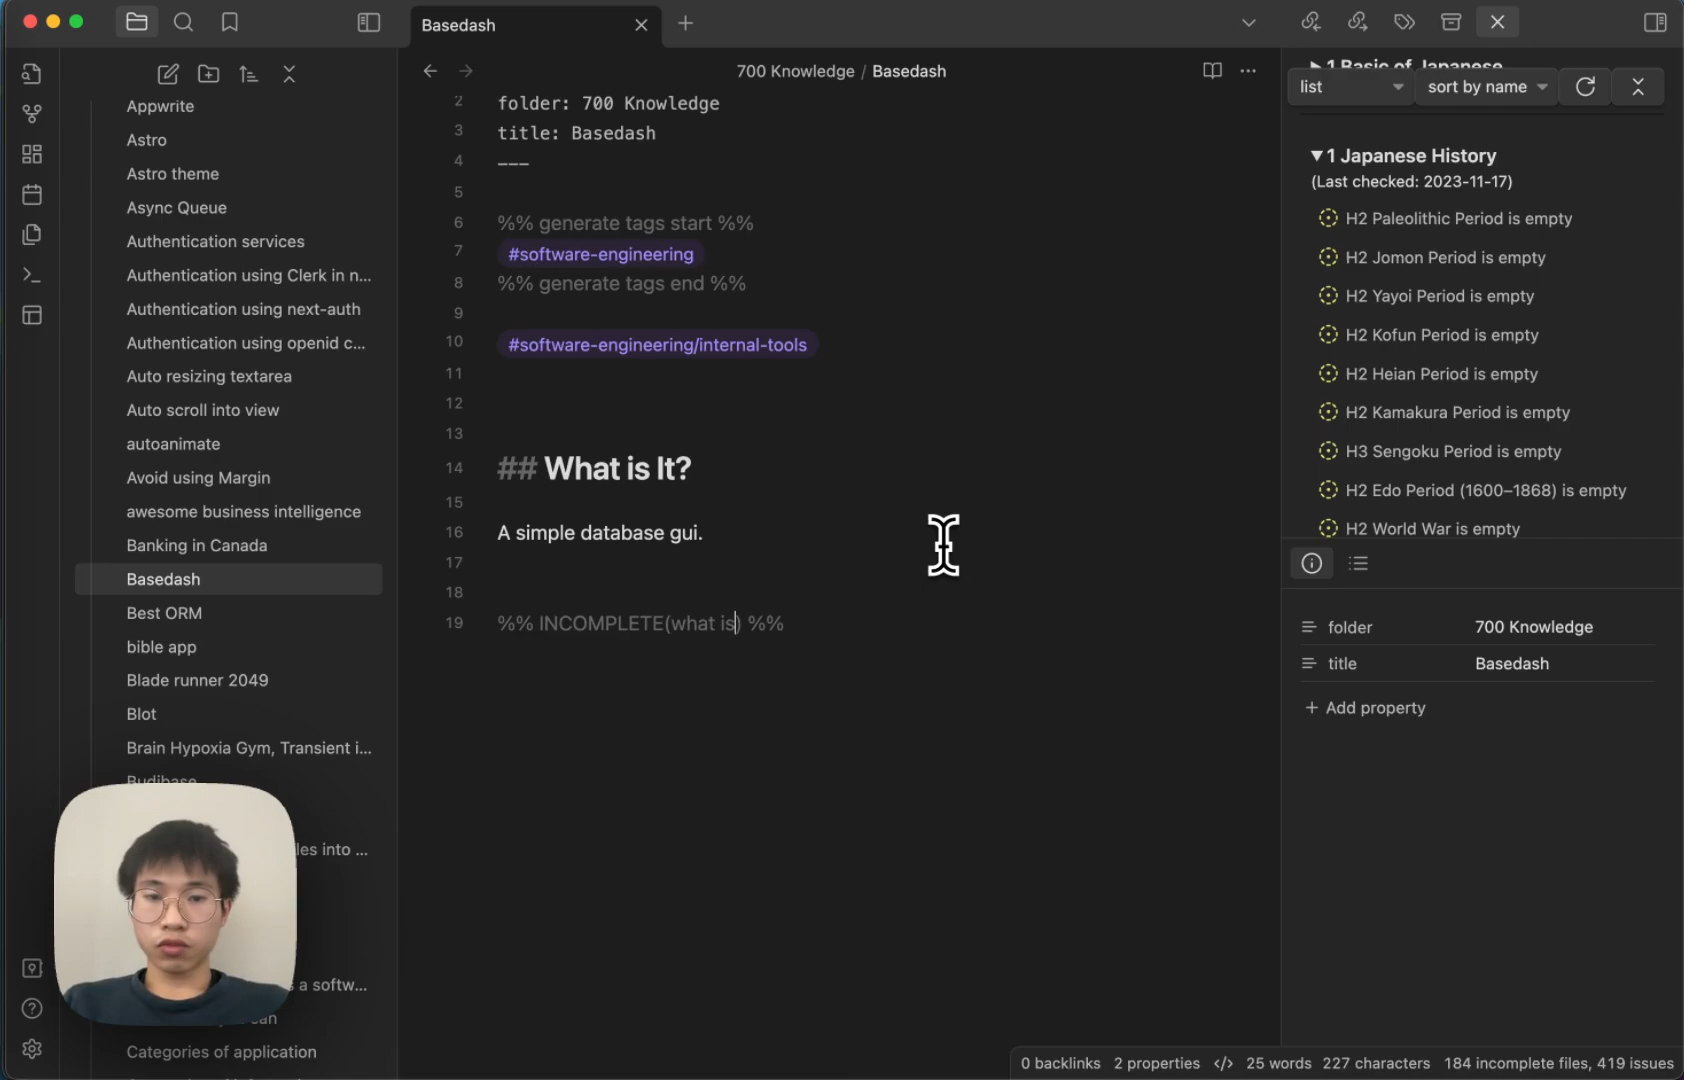 Basedash
Appwrite
Astro
Astro theme
Async Queue
Authentication services
Authentication using Clerk in n...
Authentication using next-auth
Authentication using openid c...
Auto resizing textarea
Auto scroll into view
autoanimate
Avoid using Margin
awesome business intelligence
Banking in Canada
Basedash
Best ORM
bible app
Blade runner 2049
Blot
Brain Hypoxia Gym, Transient i...
Budibase
les into ...
s a softw...
Categories of application
700 Knowledge / Basedash
2 folder: 700 Knowledge
3 title: Basedash
4 ---
5
6 %% generate tags start %%
7 #software-engineering
8 %% generate tags end %%
9
10 #software-engineering/internal-tools
11
12
13
14 ## What is It?
15
16 A simple database gui.
17
18
19 %% INCOMPLETE(what is) %%
1 Basic of Japanese
list
sort by name
1 Japanese History
(Last checked: 2023-11-17)
H2 Paleolithic Period is empty
H2 Jomon Period is empty
H2 Yayoi Period is empty
H2 Kofun Period is empty
H2 Heian Period is empty
H2 Kamakura Period is empty
H3 Sengoku Period is empty
H2 Edo Period (1600–1868) is empty
H2 World War is empty
folder 700 Knowledge
title Basedash
+ Add property
0 backlinks 2 properties </> 25 words 227 characters 184 incomplete files, 419 issues